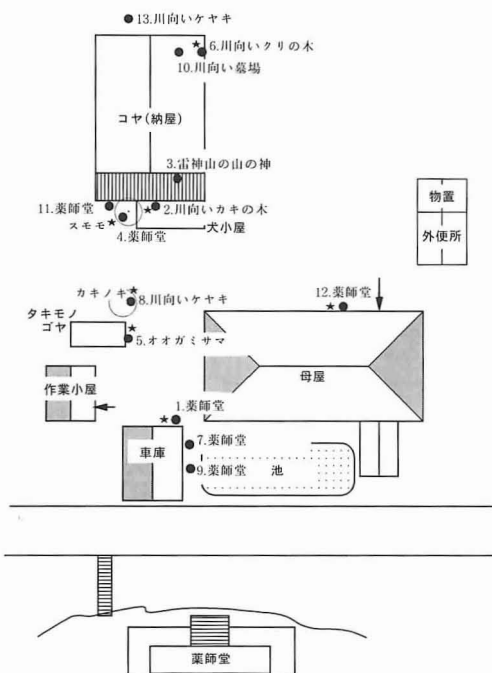 13.川向いケヤキ
6.川向いクリの木
10.川向い墓場
コヤ(納屋)
3.雷神山の山の神
11.薬師堂
2.川向いカキの木
スモモ
4.薬師堂
犬小屋
物置
外便所
カキノキ
8.川向いケヤキ
12.薬師堂
タキモノ
ゴヤ
5.オオガミサマ
母屋
作業小屋
1.薬師堂
車庫
7.薬師堂
9.薬師堂
池
薬師堂